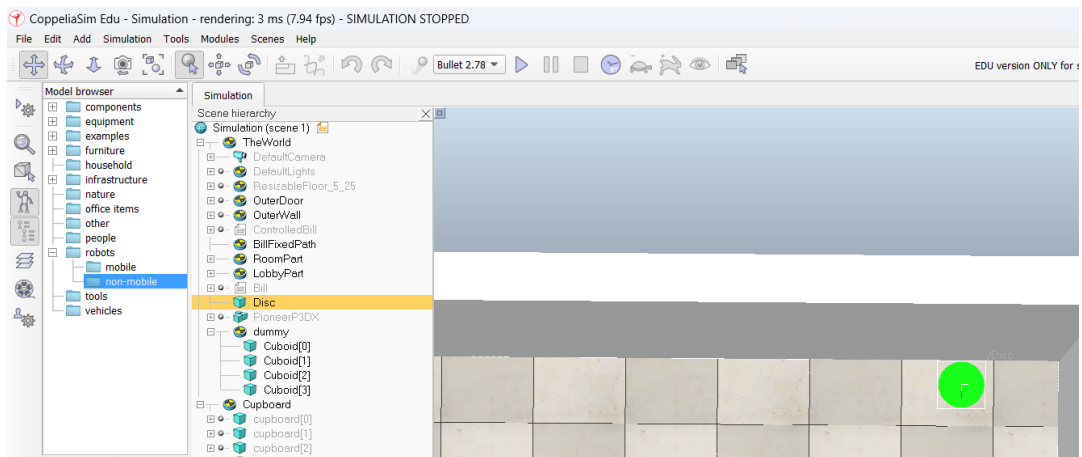 CoppeliaSim Edu - Simulation - rendering: 3 ms (7.94 fps) - SIMULATION STOPPED
File Edit Add Simulation Tools Modules Scenes Help
Bullet 2.78
EDU version ONLY for s
Model browser
components
equipment
examples
furniture
household
infrastructure
nature
office items
other
people
robots
mobile
non-mobile
tools
vehicles
Simulation
Scene hierarchy
Simulation (scene 1)
TheWorld
DefaultCamera
DefaultLights
ResizableFloor_5_25
OuterDoor
OuterWall
ControlledBill
BillFixedPath
RoomPart
LobbyPart
Bill
Disc
PioneerP3DX
dummy
Cuboid[0]
Cuboid[1]
Cuboid[2]
Cuboid[3]
Cupboard
cupboard[0]
cupboard[1]
cupboard[2]
/Disc